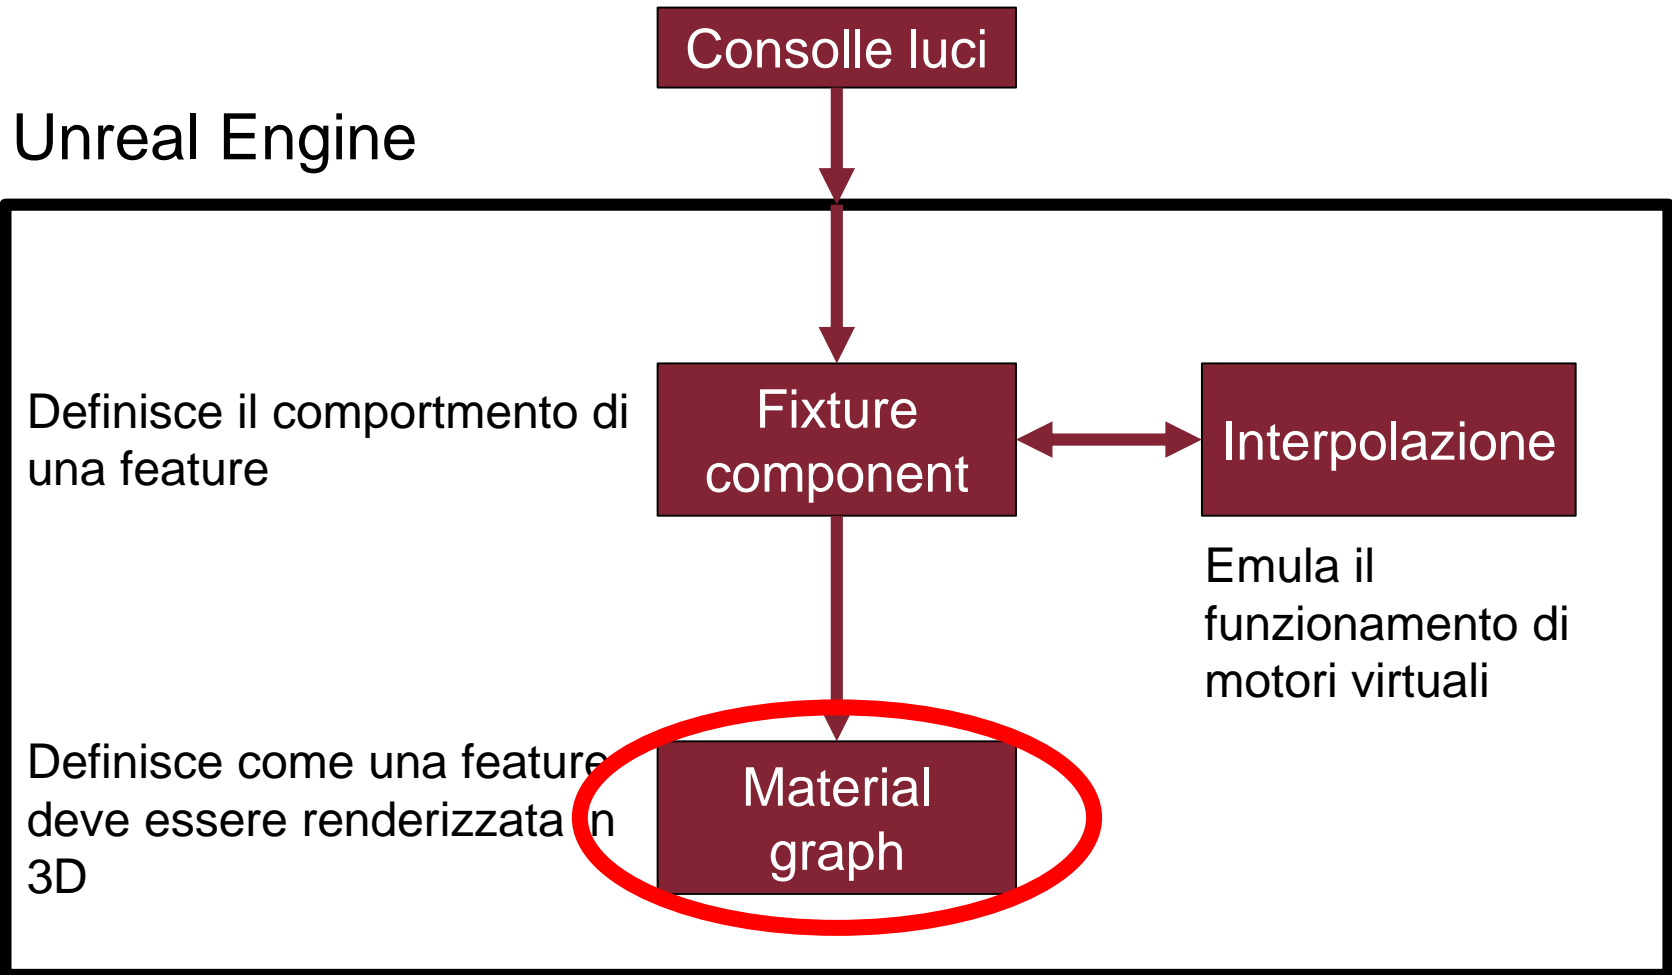 Consolle luci
Unreal Engine
Definisce il comportmento di
una feature
Fixture
component
Interpolazione
Emula il
funzionamento di
motori virtuali
Definisce come una feature
deve essere renderizzata in
3D
Material
graph